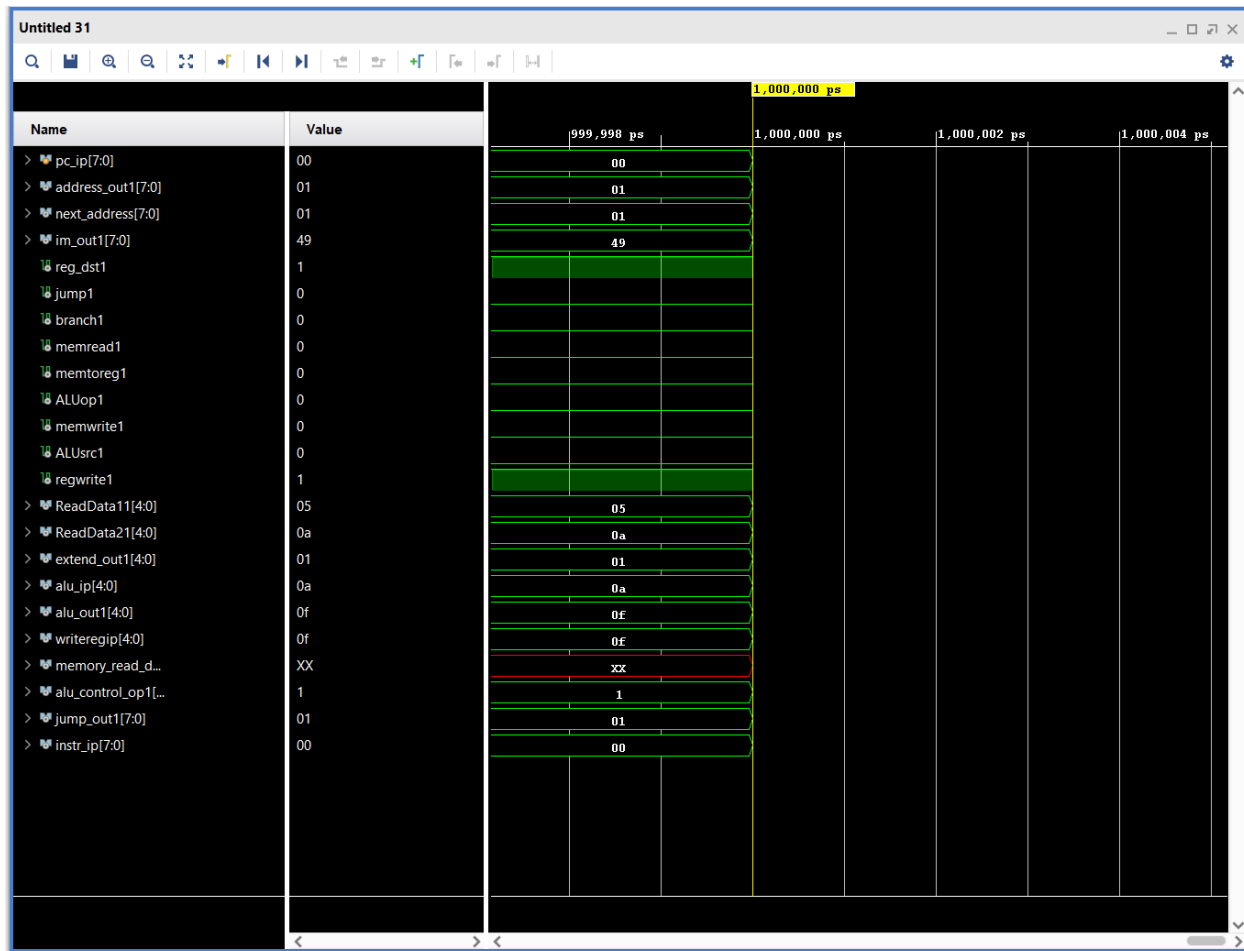 Untitled 31
1,000,000 ps
Name Value
999,998 ps 1,000,000 ps 1,000,002 ps 1,000,004 ps
pc_ip[7:0] 00 00
address_out1[7:0] 01 01
next_address[7:0] 01 01
im_out1[7:0] 49 49
reg_dst1 1
jump1 0
branch1 0
memread1 0
memtoreg1 0
ALUop1 0
memwrite1 0
ALUsrc1 0
regwrite1 1
ReadData11[4:0] 05 05
ReadData21[4:0] 0a 0a
extend_out1[4:0] 01 01
alu_ip[4:0] 0a 0a
alu_out1[4:0] 0f 0f
writeregip[4:0] 0f 0f
memory_read_d... XX XX
alu_control_op1[... 1 1
jump_out1[7:0] 01 01
instr_ip[7:0] 00 00